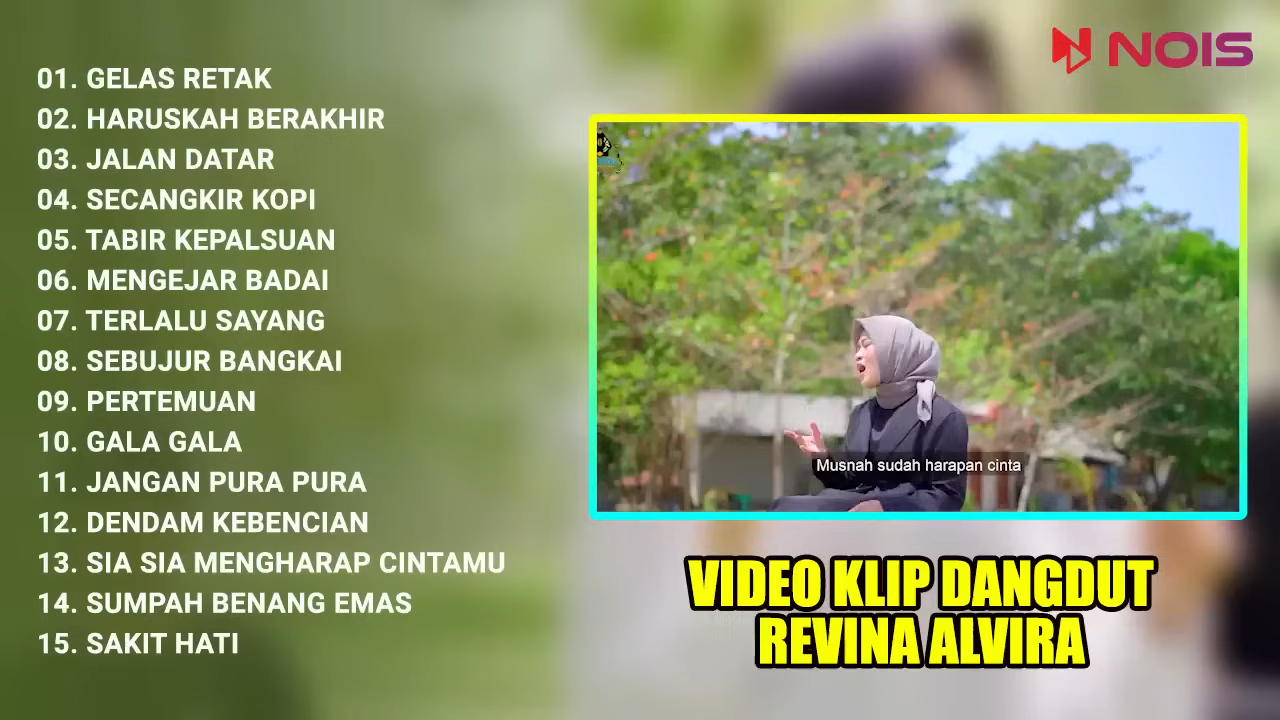 01. GELAS RETAK
02. HARUSKAH BERAKHIR
03. JALAN DATAR
04. SECANGKIR KOPI
05. TABIR KEPALSUAN
06. MENGEJAR BADAI
07. TERLALU SAYANG
08. SEBUJUR BANGKAI
09. PERTEMUAN
10. GALA GALA
11. JANGAN PURA PURA
12. DENDAM KEBENCIAN
13. SIA SIA MENGHARAP CINTAMU
14. SUMPAH BENANG EMAS
15. SAKIT HATI
NOIS
Musnah sudah harapan cinta
VIDEO KLIP DANGDUT
REVINA ALVIRA